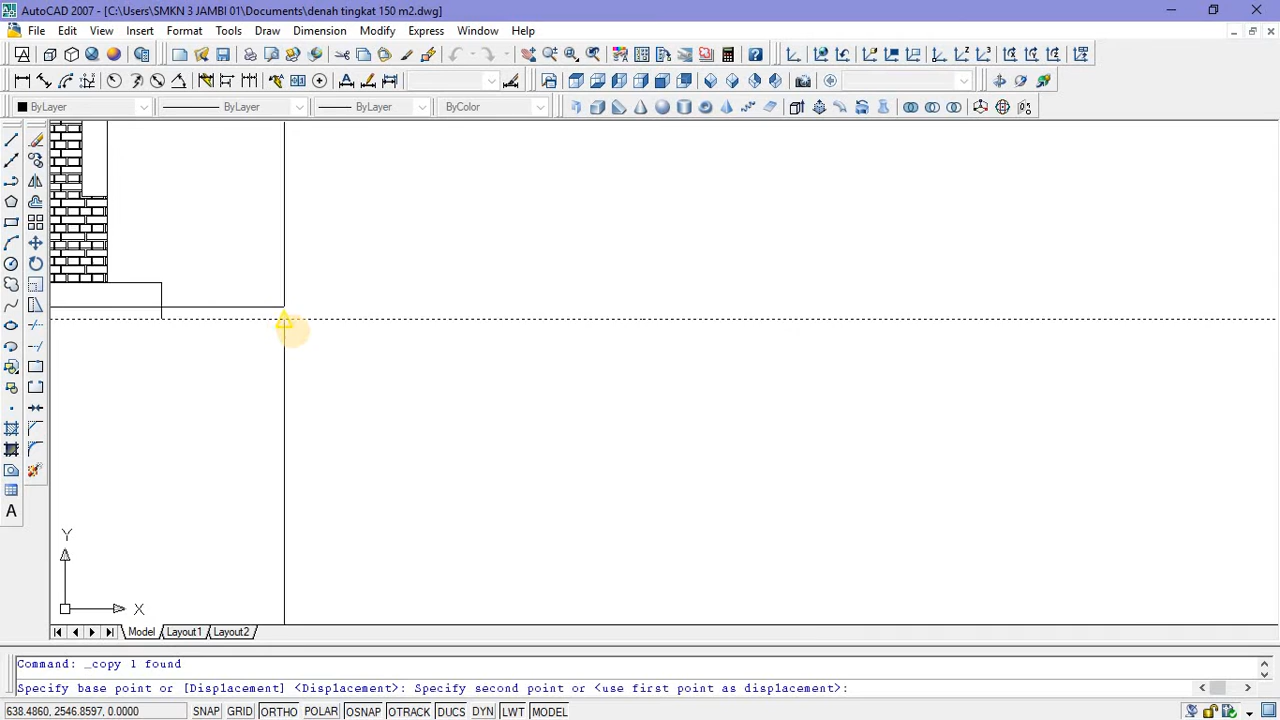 AutoCAD 2007 - [C:\Users\SMKN 3 JAMBI 01\Documents\denah tingkat 150 m2.dwg]
File Edit View Insert Format Tools Draw Dimension Modify Express Window Help
ByLayer ByLayer ByLayer ByColor
A
Y
X
Model Layout1 Layout2
Command: _copy 1 found
Specify base point or [Displacement] <Displacement>: Specify second point or <use first point as displacement>:
638.4860, 2546.8597, 0.0000 SNAP GRID ORTHO POLAR OSNAP OTRACK DUCS DYN LWT MODEL